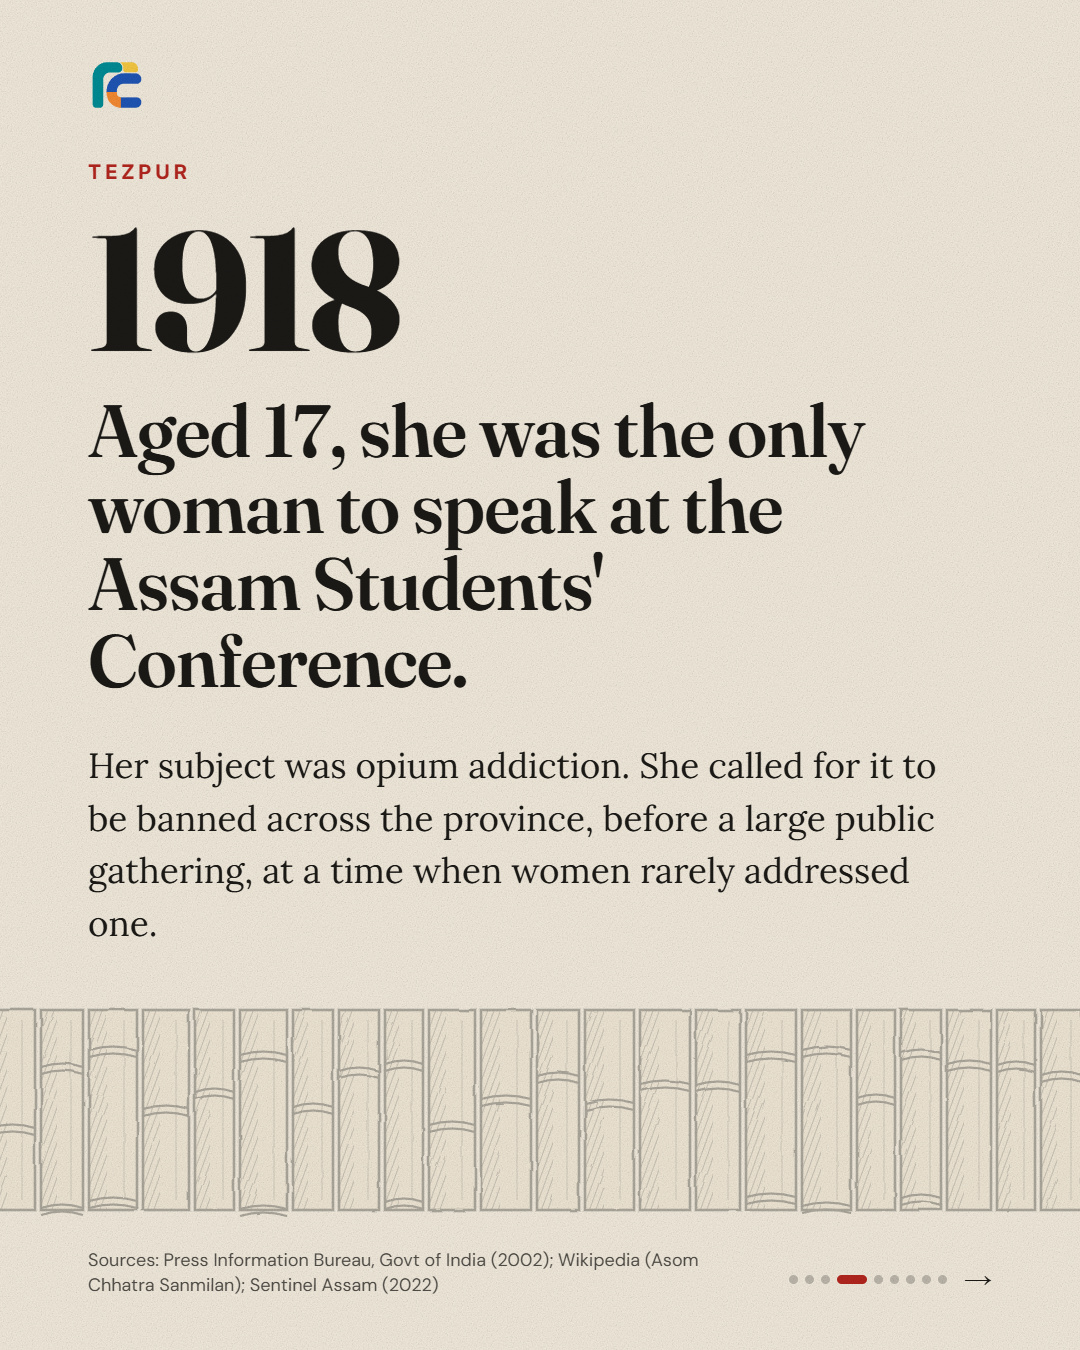 TEZPUR
1918
Aged 17, she was the only
woman to speak at the
Assam Students'
Conference.
Her subject was opium addiction. She called for it to
be banned across the province, before a large public
gathering, at a time when women rarely addressed
one.
Sources: Press Information Bureau, Govt of India (2002); Wikipedia (Asom
Chhatra Sanmilan); Sentinel Assam (2022)